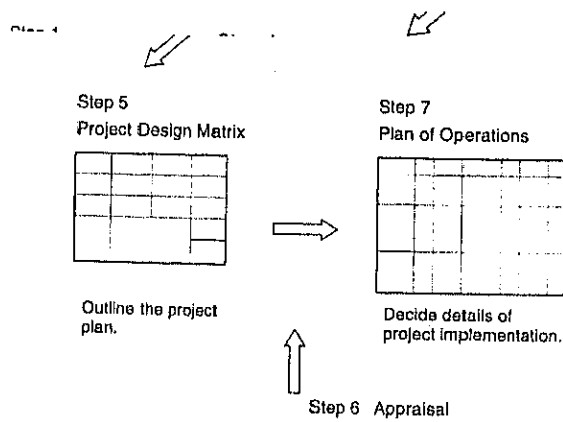 Step 5
Project Design Matrix
Step 7
Plan of Operations
Outline the project
plan.
Decide details of
project implementation.
Step 6 Appraisal